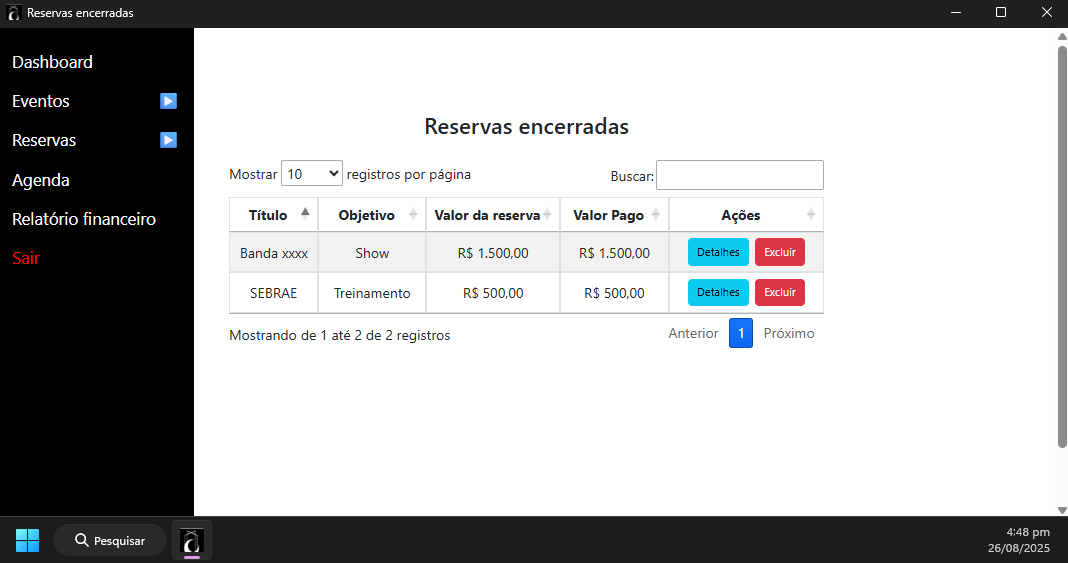 Reservas encerradas
Dashboard
Eventos
Reservas
Agenda
Relatório financeiro
Sair
Reservas encerradas
Mostrar 10 registros por página
Buscar:
Título Objetivo Valor da reserva Valor Pago Ações
Banda xxxx Show R$ 1.500,00 R$ 1.500,00 Detalhes Excluir
SEBRAE Treinamento R$ 500,00 R$ 500,00 Detalhes Excluir
Mostrando de 1 até 2 de 2 registros
Anterior 1 Próximo
Pesquisar
4:48 pm
26/08/2025